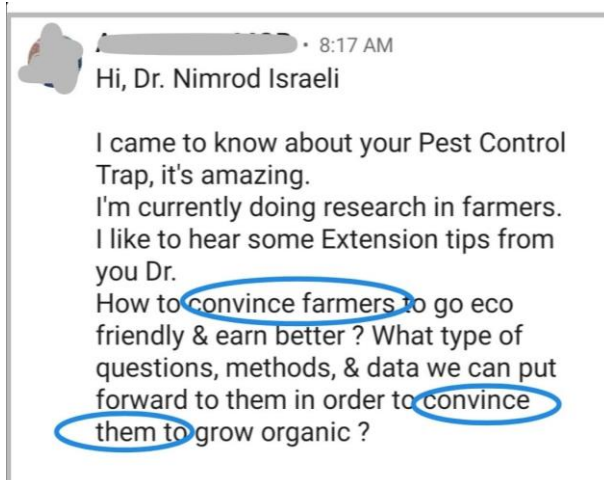 · 8:17 AM
Hi, Dr. Nimrod Israeli
I came to know about your Pest Control
Trap, it's amazing.
I'm currently doing research in farmers.
I like to hear some Extension tips from
you Dr.
How to convince farmers to go eco
friendly & earn better ? What type of
questions, methods, & data we can put
forward to them in order to convince
them to grow organic ?